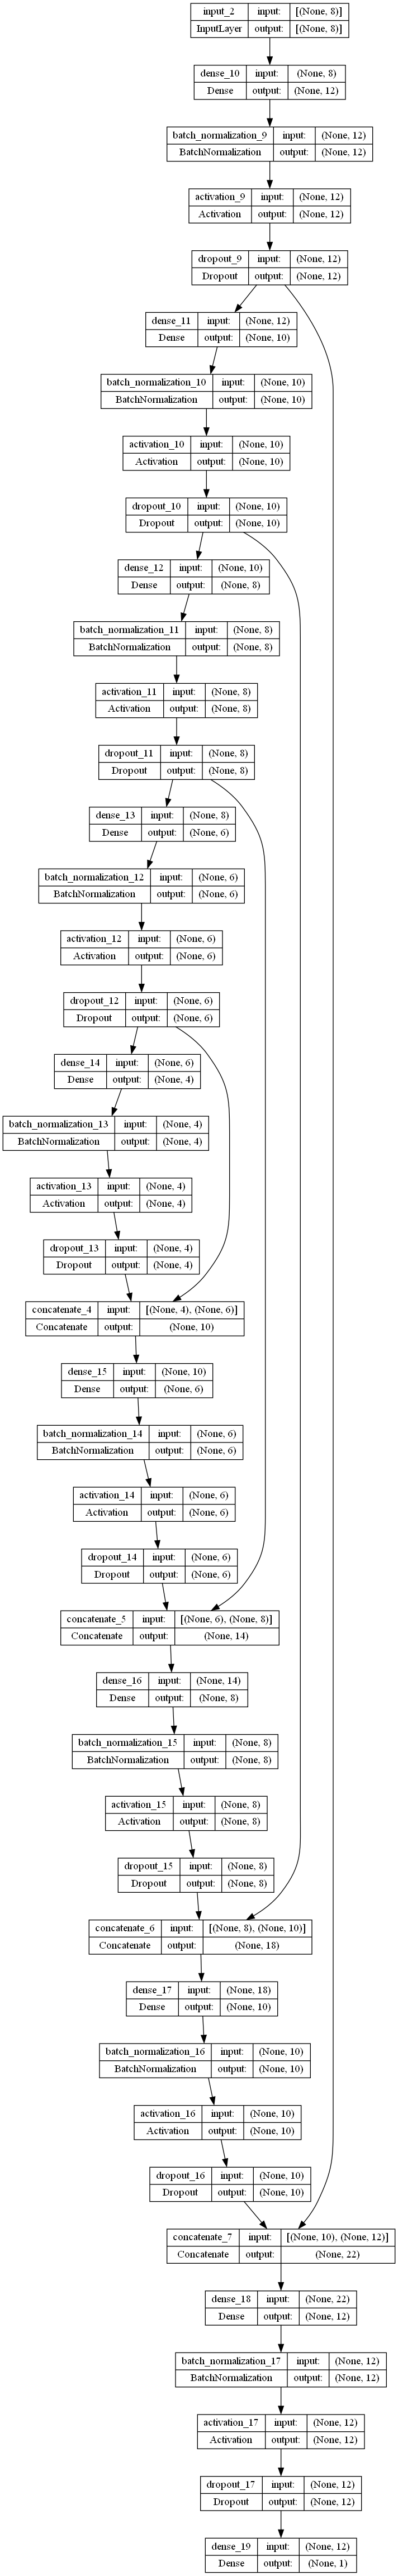 input_2 input: [(None, 8)]
InputLayer output: [(None, 8)]
dense_10 input: (None, 8)
Dense output: (None, 12)
batch_normalization_9 input: (None, 12)
BatchNormalization output: (None, 12)
activation_9 input: (None, 12)
Activation output: (None, 12)
dropout_9 input: (None, 12)
Dropout output: (None, 12)
dense_11 input: (None, 12)
Dense output: (None, 10)
batch_normalization_10 input: (None, 10)
BatchNormalization output: (None, 10)
activation_10 input: (None, 10)
Activation output: (None, 10)
dropout_10 input: (None, 10)
Dropout output: (None, 10)
dense_12 input: (None, 10)
Dense output: (None, 8)
batch_normalization_11 input: (None, 8)
BatchNormalization output: (None, 8)
activation_11 input: (None, 8)
Activation output: (None, 8)
dropout_11 input: (None, 8)
Dropout output: (None, 8)
dense_13 input: (None, 8)
Dense output: (None, 6)
batch_normalization_12 input: (None, 6)
BatchNormalization output: (None, 6)
activation_12 input: (None, 6)
Activation output: (None, 6)
dropout_12 input: (None, 6)
Dropout output: (None, 6)
dense_14 input: (None, 6)
Dense output: (None, 4)
batch_normalization_13 input: (None, 4)
BatchNormalization output: (None, 4)
activation_13 input: (None, 4)
Activation output: (None, 4)
dropout_13 input: (None, 4)
Dropout output: (None, 4)
concatenate_4 input: [(None, 4), (None, 6)]
Concatenate output: (None, 10)
dense_15 input: (None, 10)
Dense output: (None, 6)
batch_normalization_14 input: (None, 6)
BatchNormalization output: (None, 6)
activation_14 input: (None, 6)
Activation output: (None, 6)
dropout_14 input: (None, 6)
Dropout output: (None, 6)
concatenate_5 input: [(None, 6), (None, 8)]
Concatenate output: (None, 14)
dense_16 input: (None, 14)
Dense output: (None, 8)
batch_normalization_15 input: (None, 8)
BatchNormalization output: (None, 8)
activation_15 input: (None, 8)
Activation output: (None, 8)
dropout_15 input: (None, 8)
Dropout output: (None, 8)
concatenate_6 input: [(None, 8), (None, 10)]
Concatenate output: (None, 18)
dense_17 input: (None, 18)
Dense output: (None, 10)
batch_normalization_16 input: (None, 10)
BatchNormalization output: (None, 10)
activation_16 input: (None, 10)
Activation output: (None, 10)
dropout_16 input: (None, 10)
Dropout output: (None, 10)
concatenate_7 input: [(None, 10), (None, 12)]
Concatenate output: (None, 22)
dense_18 input: (None, 22)
Dense output: (None, 12)
batch_normalization_17 input: (None, 12)
BatchNormalization output: (None, 12)
activation_17 input: (None, 12)
Activation output: (None, 12)
dropout_17 input: (None, 12)
Dropout output: (None, 12)
dense_19 input: (None, 12)
Dense output: (None, 1)